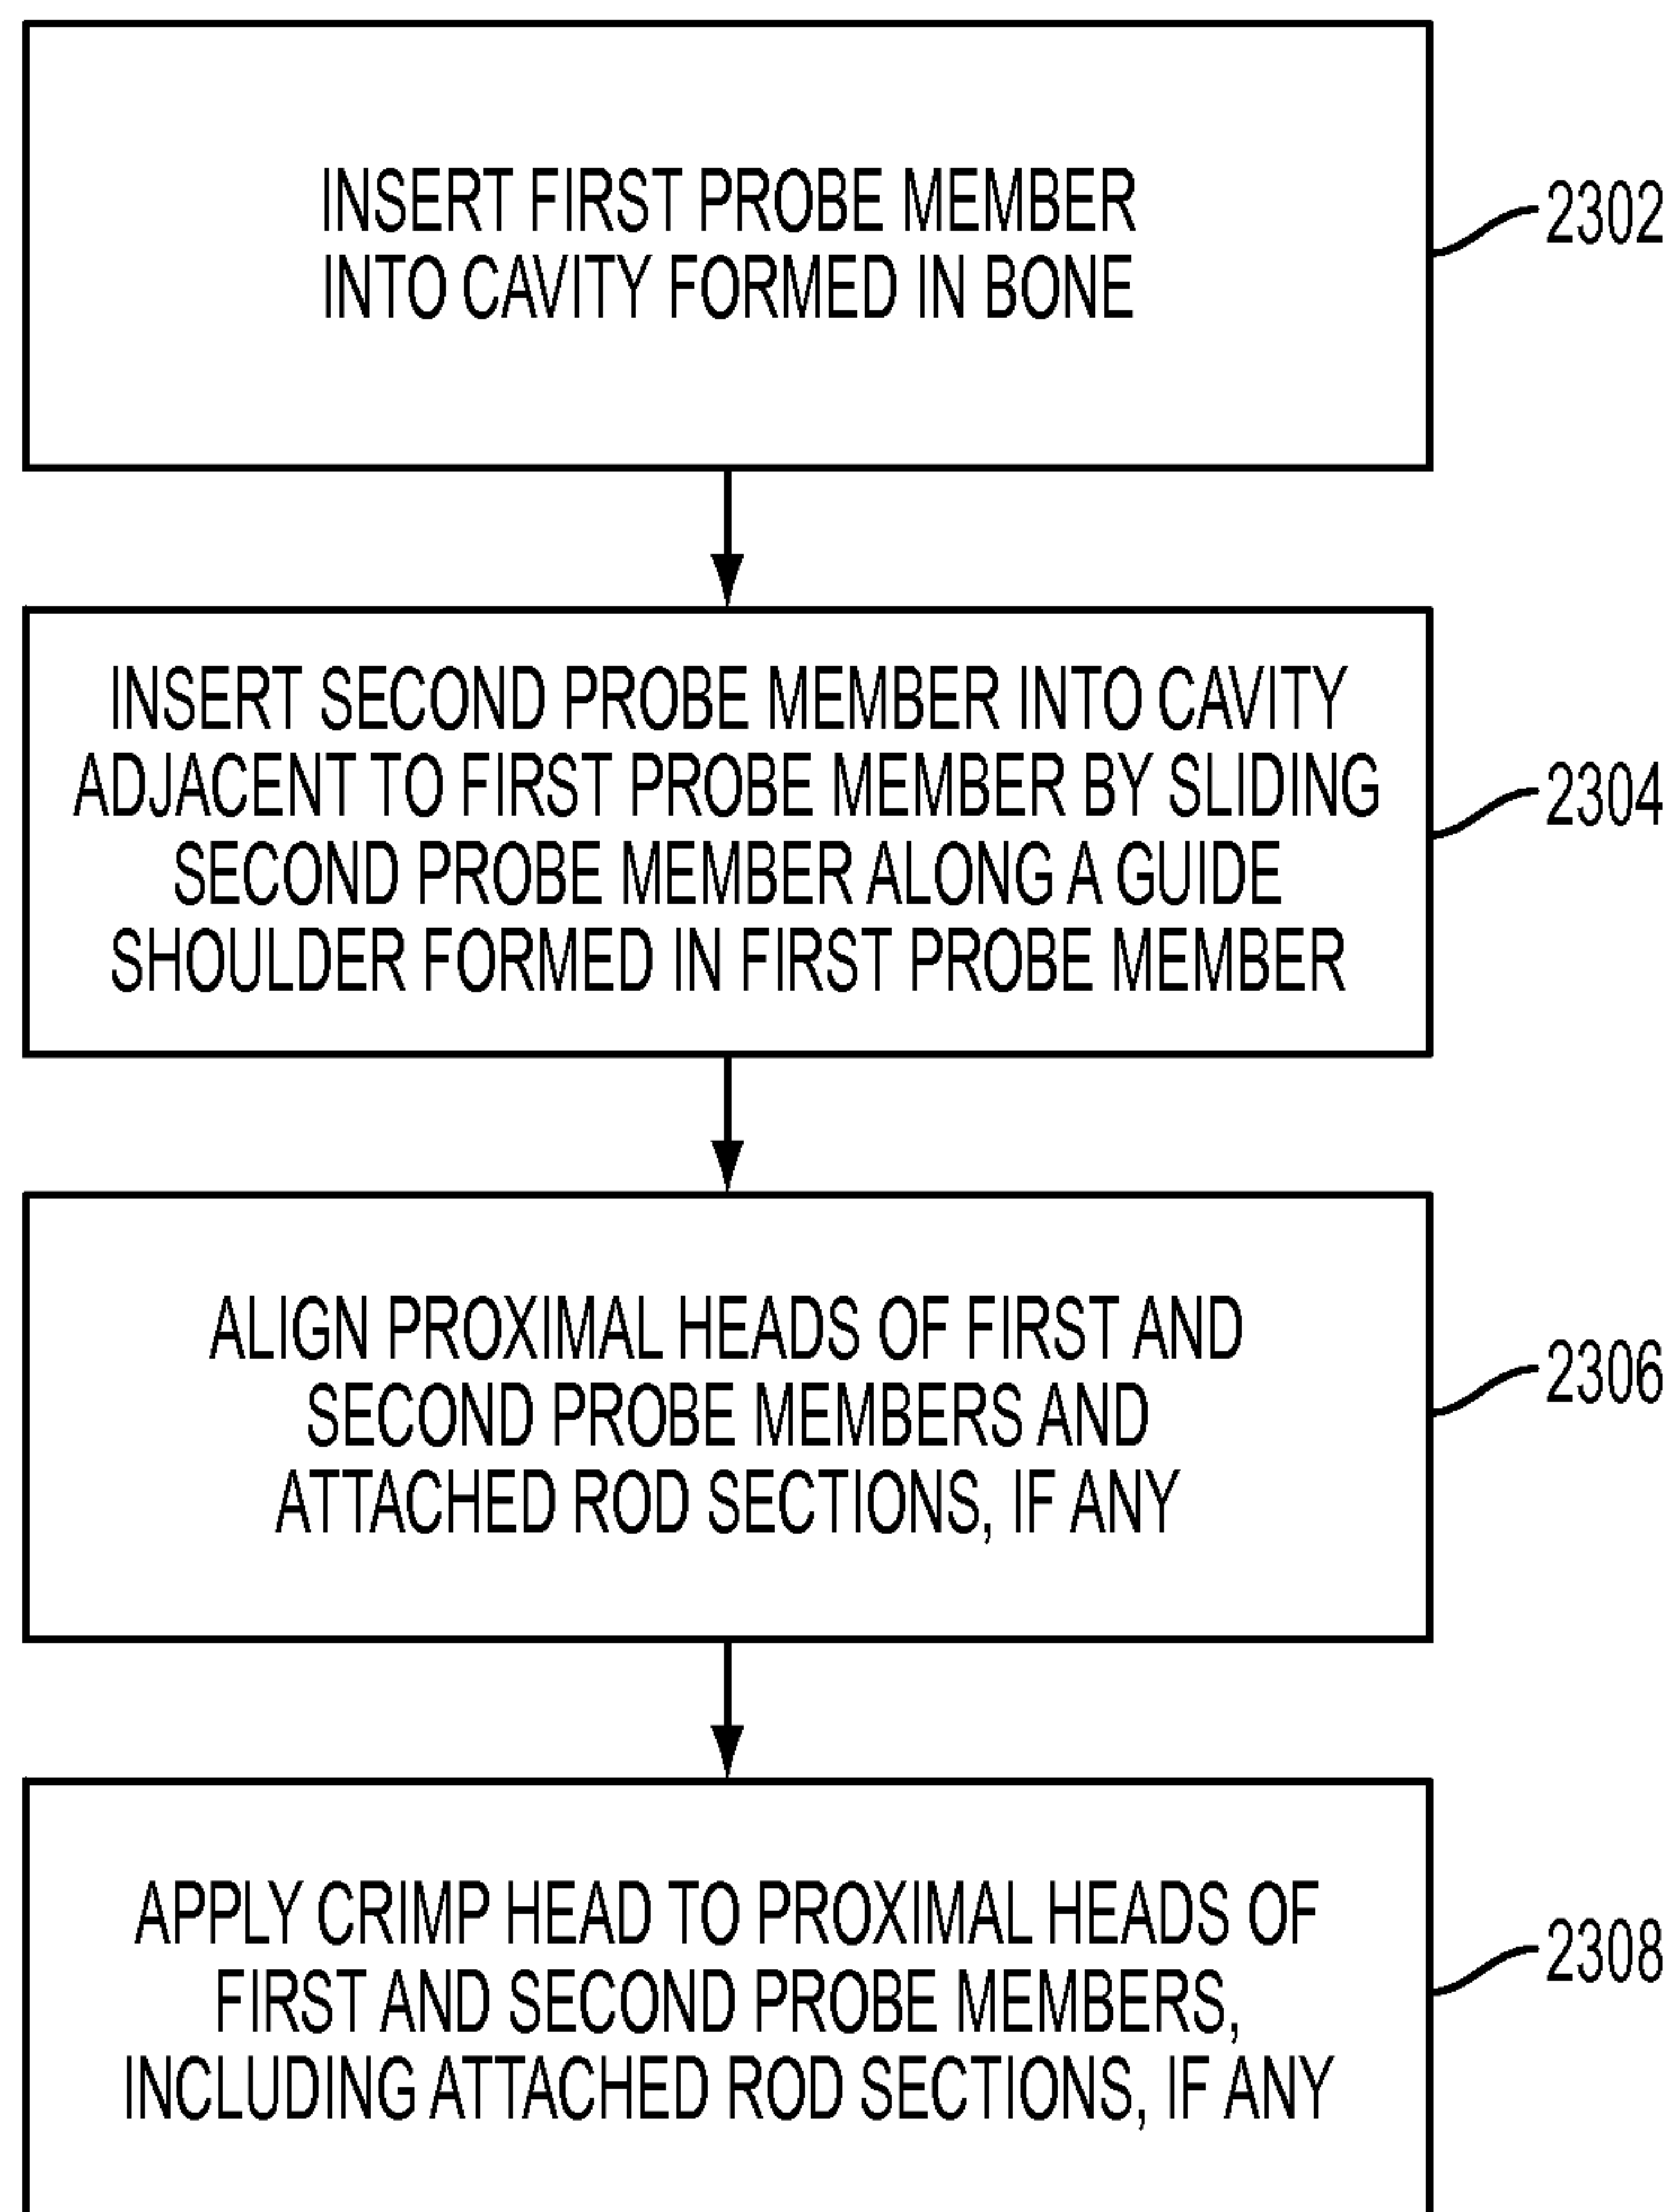 INSERT FIRST PROBE MEMBER
INTO CAVITY FORMED IN BONE
2302
INSERT SECOND PROBE MEMBER INTO CAVITY
ADJACENT TO FIRST PROBE MEMBER BY SLIDING
SECOND PROBE MEMBER ALONG A GUIDE
SHOULDER FORMED IN FIRST PROBE MEMBER
2304
ALIGN PROXIMAL HEADS OF FIRST AND
SECOND PROBE MEMBERS AND
ATTACHED ROD SECTIONS, IF ANY
2306
APPLY CRIMP HEAD TO PROXIMAL HEADS OF
FIRST AND SECOND PROBE MEMBERS,
INCLUDING ATTACHED ROD SECTIONS, IF ANY
2308